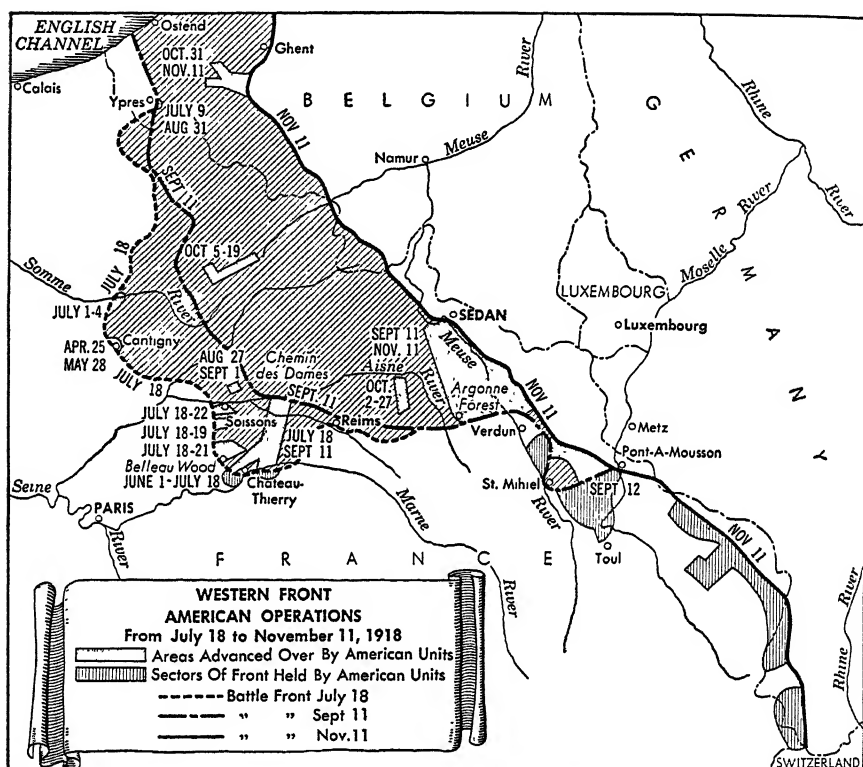 ENGLISH
CHANNEL
Ostend
Calais
OCT. 31
NOV. 11
Ghent
Ypres
JULY 9
AUG 31
BELGIUM
NOV 11
River
Meuse
Namur
Rhine
River
GERMANY
SEPT 11
JULY 18
OCT 5-19
Somme
River
JULY 1-4
Cantigny
APR. 25
MAY 28
JULY 18
AUG 27
SEPT 1
Chemin
des Dames
SEPT 11
SEPT 11
NOV. 11
Aisne
River
OCT.
2-27
SEDAN
Meuse
Argonne
Forest
NOV 11
LUXEMBOURG
Luxembourg
Moselle
River
Metz
Pont-A-Mousson
Verdun
St. Mihiel
River
SEPT 12
Toul
JULY 18-22
JULY 18-19
JULY 18-21
Soissons
Reims
JULY 18
SEPT 11
Belleau Wood
JUNE 1-JULY 18
Château-
Thierry
Marne
River
Seine
PARIS
River
FRANCE
NOV 11
Rhine
River
SWITZERLAND
WESTERN FRONT
AMERICAN OPERATIONS
From July 18 to November 11, 1918
Areas Advanced Over By American Units
Sectors Of Front Held By American Units
Battle Front July 18
" " Sept 11
" " Nov. 11